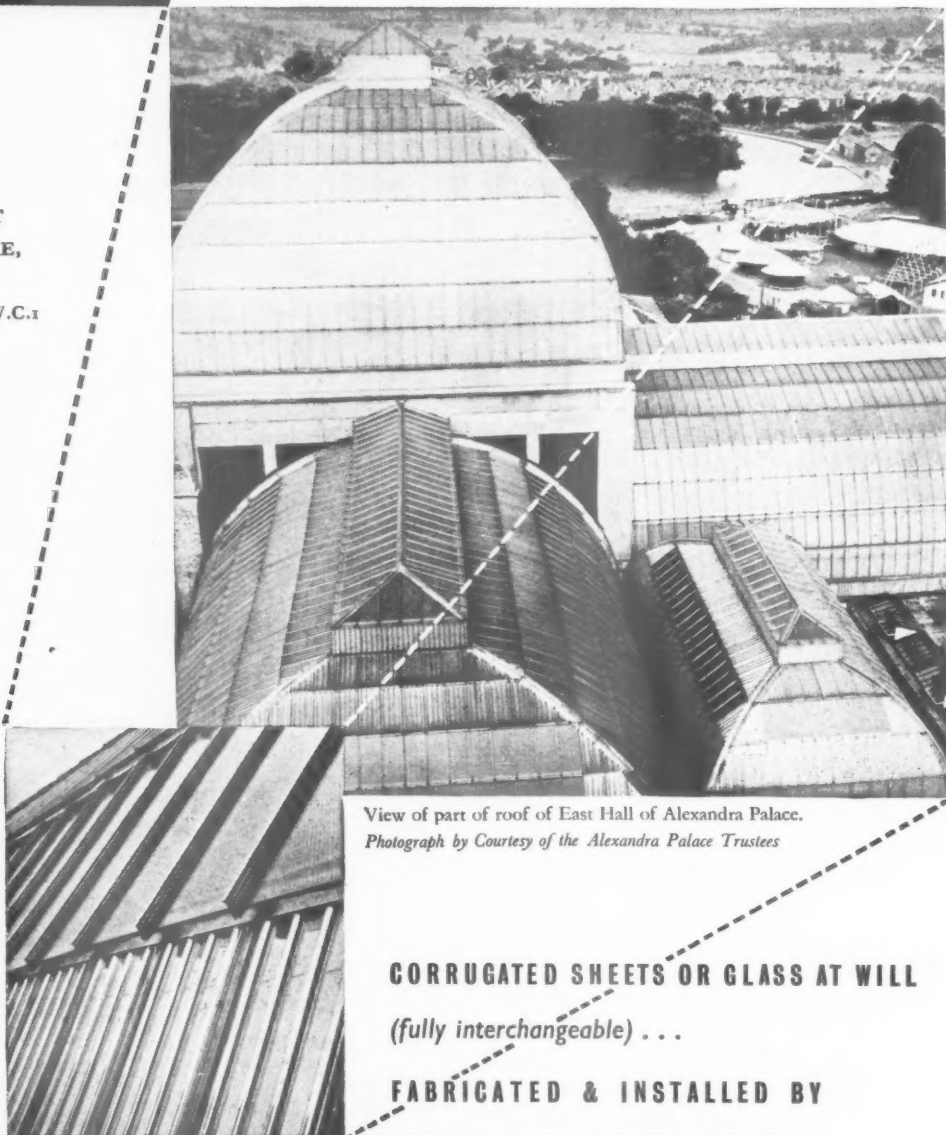 E,
V.C.1
View of part of roof of East Hall of Alexandra Palace.
Photograph by Courtesy of the Alexandra Palace Trustees
CORRUGATED SHEETS OR GLASS AT WILL
(fully interchangeable) ...
FABRICATED & INSTALLED BY